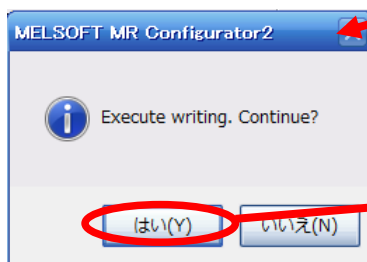 MELSOFT MR Configurator2
Execute writing. Continue?
はい(Y)
いいえ(N)